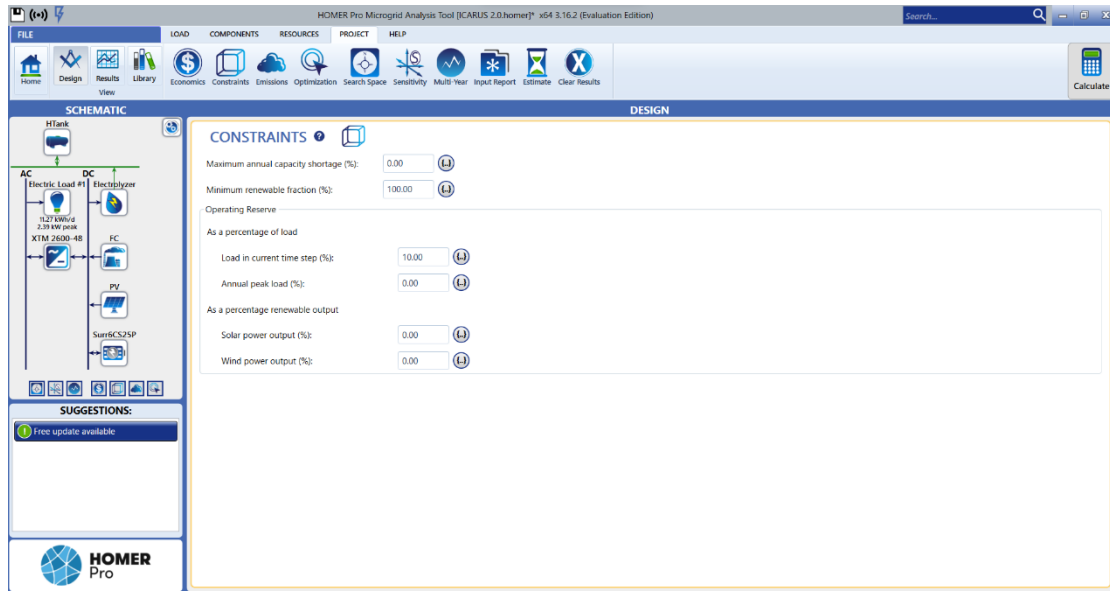 HOMER Pro Microgrid Analysis Tool [ICARUS 2.0.homer]* x64 3.16.2 (Evaluation Edition)
Search...
FILE
LOAD COMPONENTS RESOURCES PROJECT HELP
Home Design Results Library
View
Economics Constraints Emissions Optimization Search Space Sensitivity Multi-Year Input Report Estimate Clear Results
Calculate
SCHEMATIC
DESIGN
HTank
AC DC
Electric Load #1 Electrolyzer
11.27 kWh/d
2.39 kW peak
XTM 2600-48 FC
PV
Surr6CS25P
SUGGESTIONS:
Free update available
HOMER
Pro
CONSTRAINTS ?
Maximum annual capacity shortage (%): 0.00 {..}
Minimum renewable fraction (%): 100.00 {..}
Operating Reserve
As a percentage of load
Load in current time step (%): 10.00 {..}
Annual peak load (%): 0.00 {..}
As a percentage renewable output
Solar power output (%): 0.00 {..}
Wind power output (%): 0.00 {..}